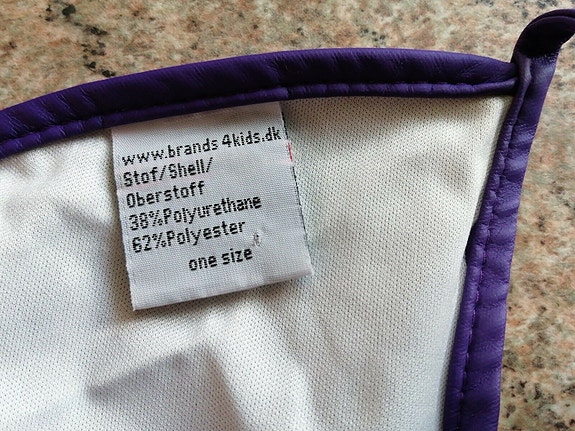 www.brands4kids.dk
Stof/Shell/
Oberstoff
38%Polyurethane
62%Polyester
one size